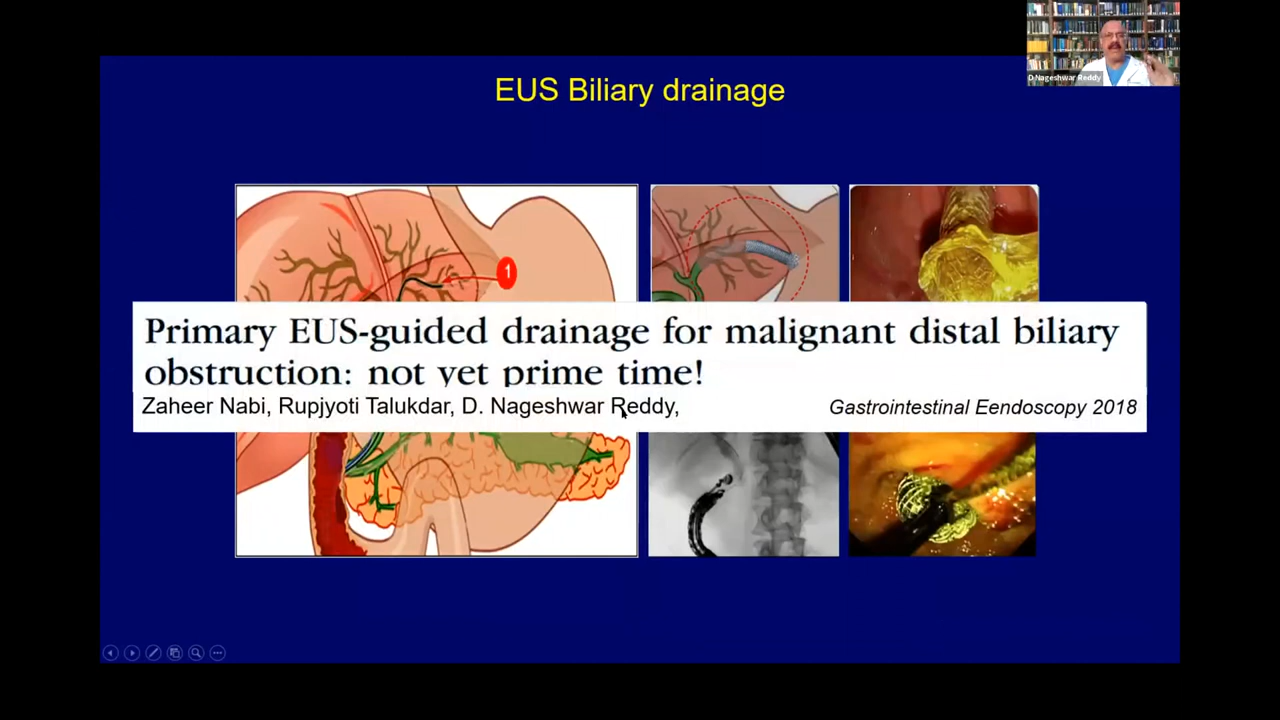 D Nageshwar Reddy
EUS Biliary drainage
1
Primary EUS-guided drainage for malignant distal biliary
obstruction: not yet prime time!
Zaheer Nabi, Rupjyoti Talukdar, D. Nageshwar Reddy,
Gastrointestinal Eendoscopy 2018